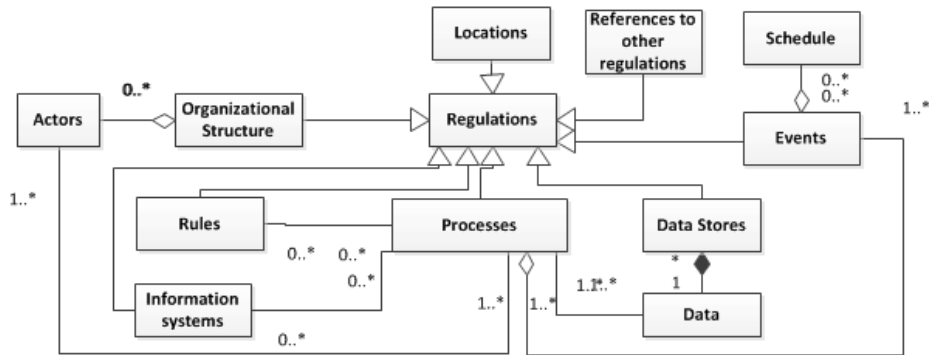 Locations
References to
other
regulations
Schedule
0..*
0..*
0..*
Actors
Organizational
Structure
Regulations
Events
1..*
1..*
Rules
Processes
Data Stores
0..*
0..*
0..*
*
1
Information
systems
1..*
1..*
1..*
Data
0..*